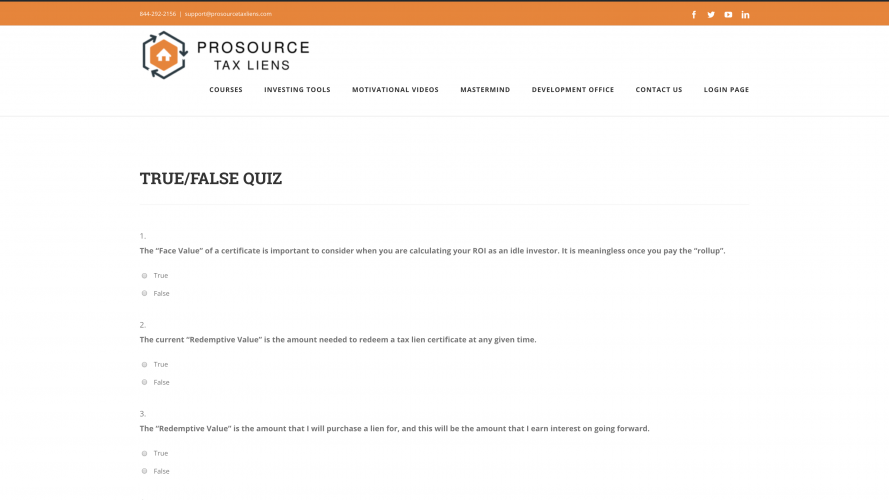 844-292-2156 | support@prosourcetaxliens.com
PROSOURCE
TAX LIENS
COURSES INVESTING TOOLS MOTIVATIONAL VIDEOS MASTERMIND DEVELOPMENT OFFICE CONTACT US LOGIN PAGE
TRUE/FALSE QUIZ
1.
The “Face Value” of a certificate is important to consider when you are calculating your ROI as an idle investor. It is meaningless once you pay the “rollup”.
True
False
2.
The current “Redemptive Value” is the amount needed to redeem a tax lien certificate at any given time.
True
False
3.
The “Redemptive Value” is the amount that I will purchase a lien for, and this will be the amount that I earn interest on going forward.
True
False